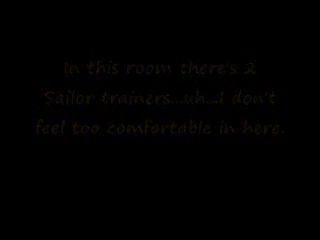 In this room there's 2
Sailor trainers...uh...I don't
feel too comfortable in here.